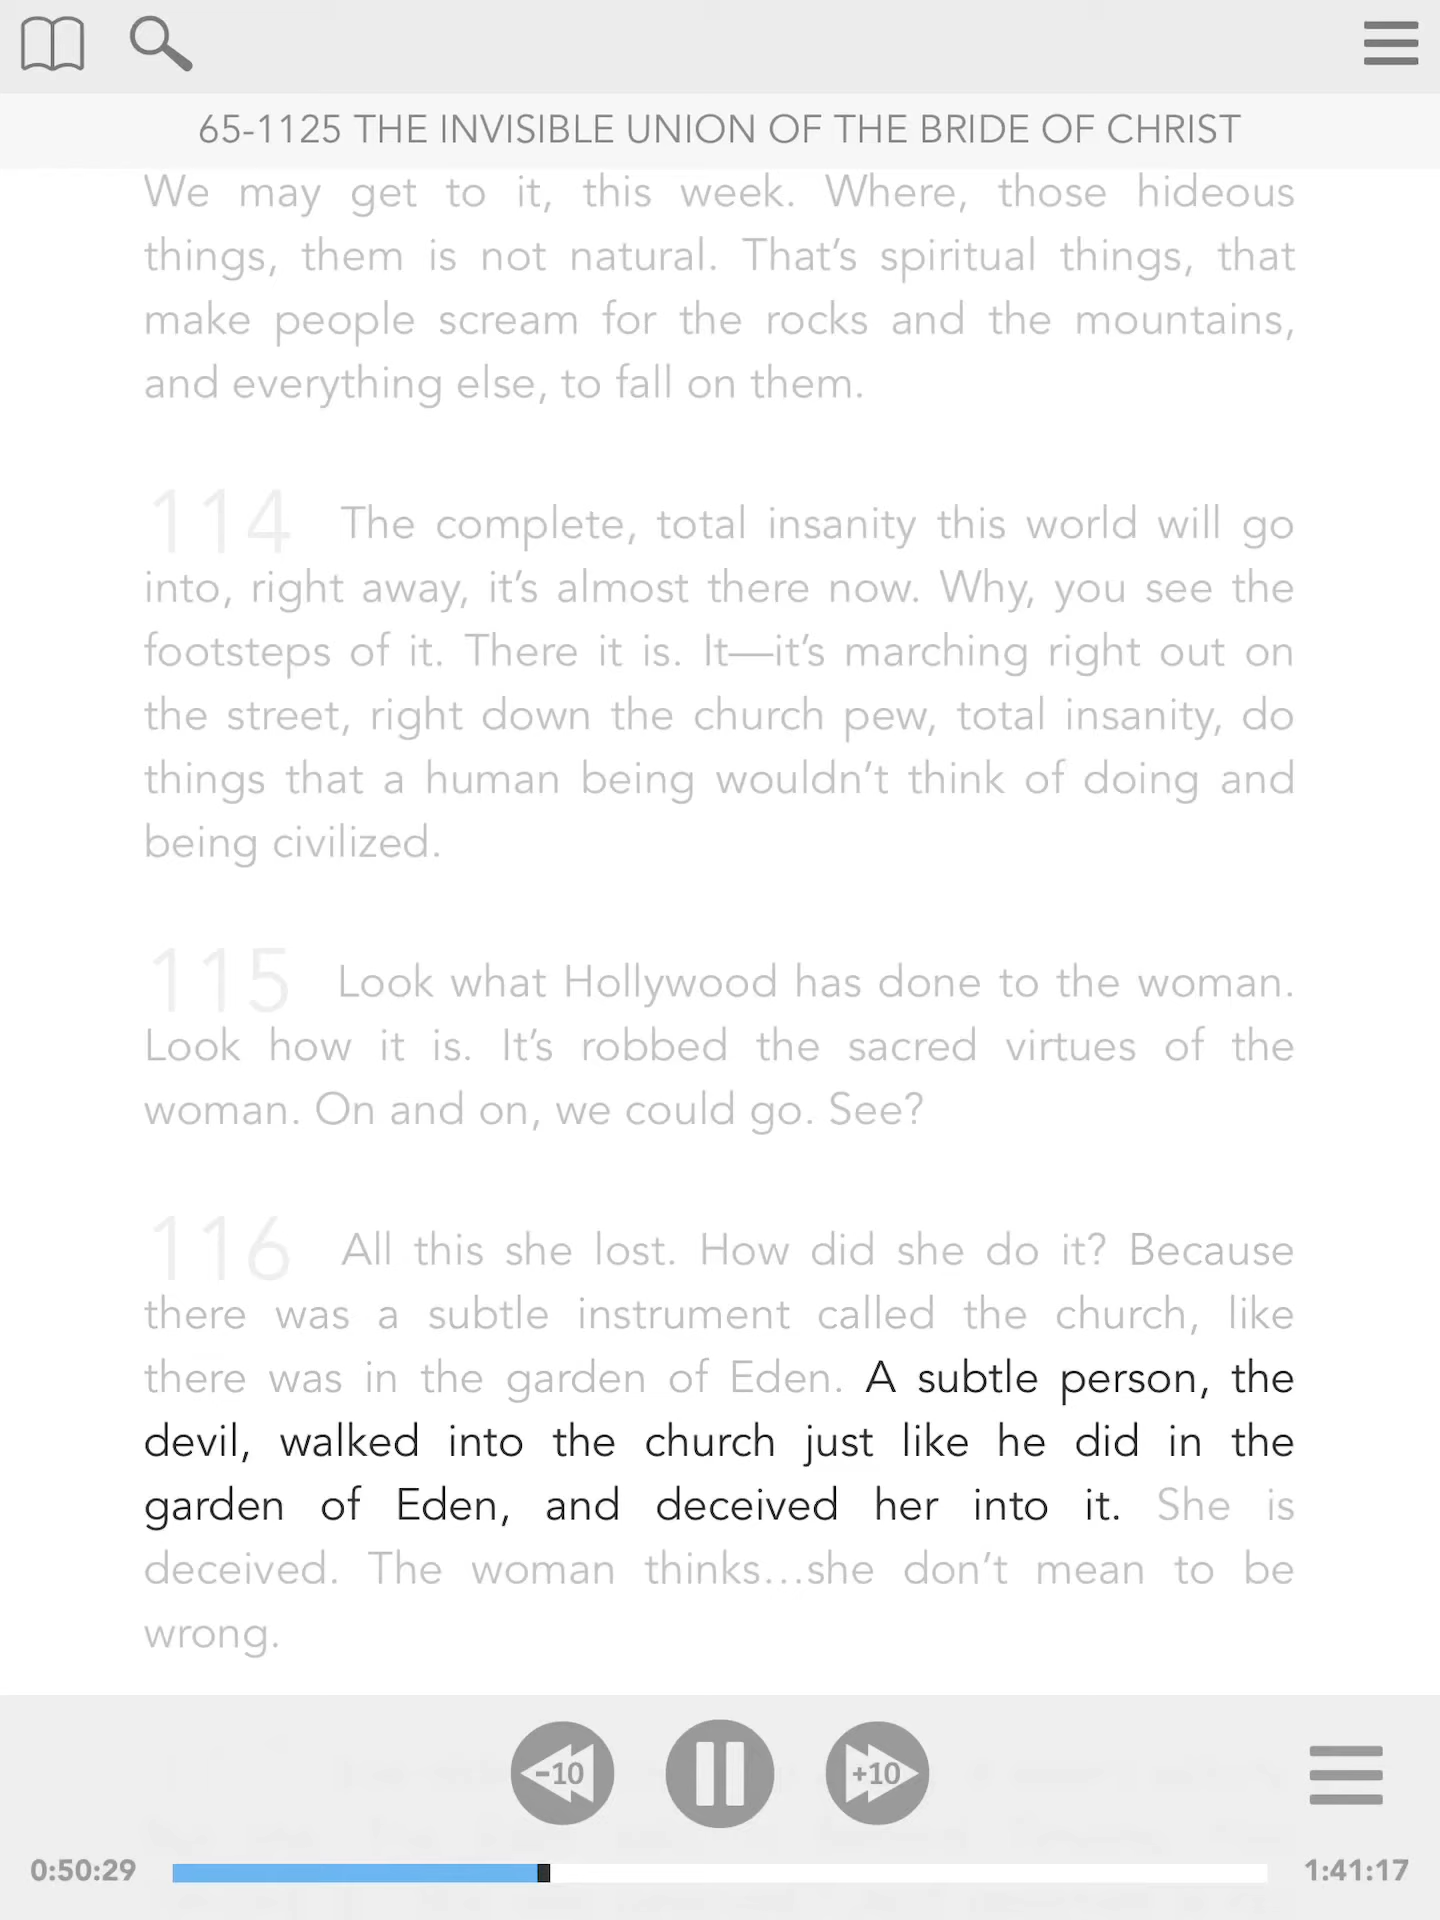 65-1125 THE INVISIBLE UNION OF THE BRIDE OF CHRIST
We may get to it, this week. Where, those hideous
things, them is not natural. That’s spiritual things, that
make people scream for the rocks and the mountains,
and everything else, to fall on them.
114 The complete, total insanity this world will go
into, right away, it’s almost there now. Why, you see the
footsteps of it. There it is. It—it’s marching right out on
the street, right down the church pew, total insanity, do
things that a human being wouldn’t think of doing and
being civilized.
115 Look what Hollywood has done to the woman.
Look how it is. It’s robbed the sacred virtues of the
woman. On and on, we could go. See?
116 All this she lost. How did she do it? Because
there was a subtle instrument called the church, like
there was in the garden of Eden. A subtle person, the
devil, walked into the church just like he did in the
garden of Eden, and deceived her into it. She is
deceived. The woman thinks…she don’t mean to be
wrong.
-10 +10
0:50:29 1:41:17